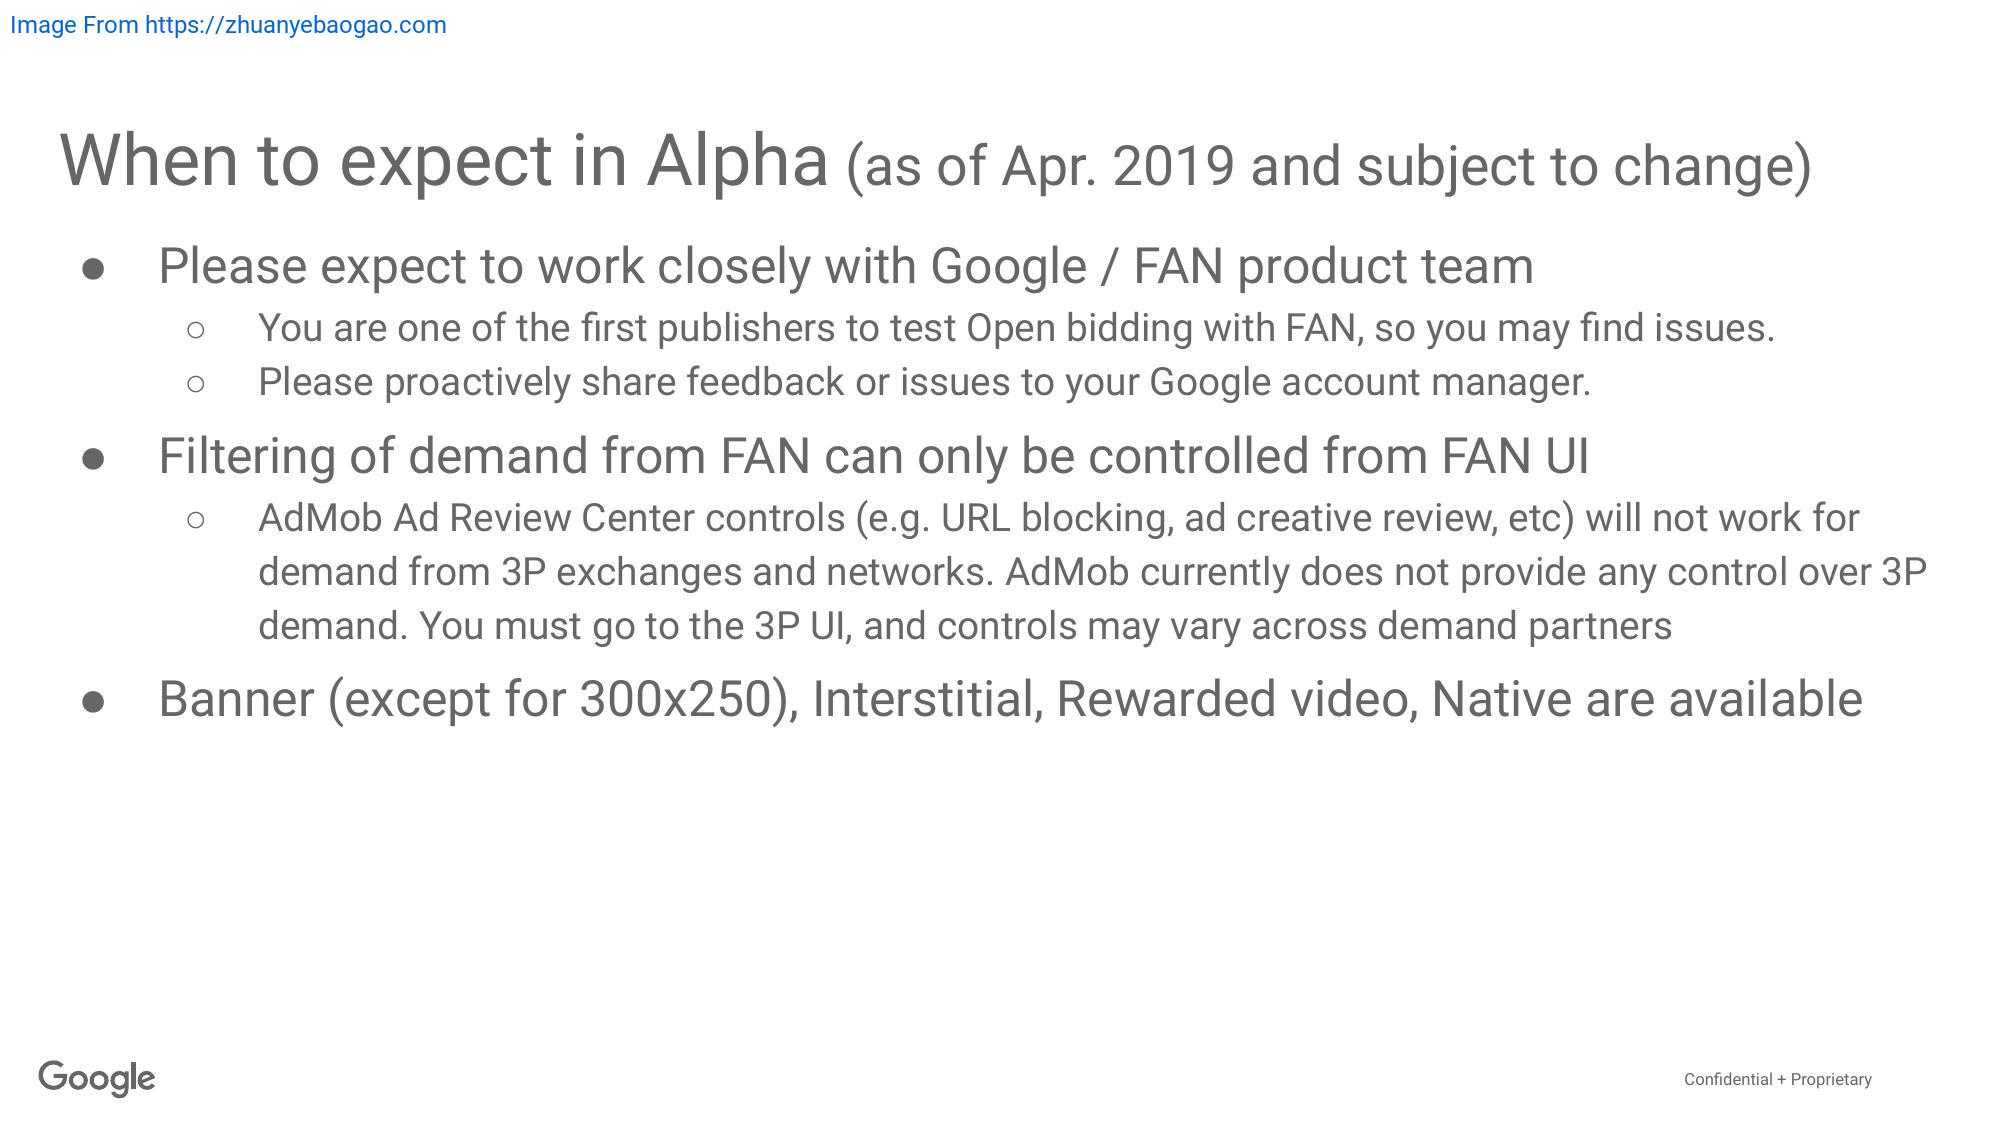 Image From https://zhuanyebaogao.com
When to expect in Alpha (as of Apr. 2019 and subject to change)
● Please expect to work closely with Google / FAN product team
○ You are one of the first publishers to test Open bidding with FAN, so you may find issues.
○ Please proactively share feedback or issues to your Google account manager.
● Filtering of demand from FAN can only be controlled from FAN UI
○ AdMob Ad Review Center controls (e.g. URL blocking, ad creative review, etc) will not work for
demand from 3P exchanges and networks. AdMob currently does not provide any control over 3P
demand. You must go to the 3P UI, and controls may vary across demand partners
● Banner (except for 300x250), Interstitial, Rewarded video, Native are available
Google
Confidential + Proprietary